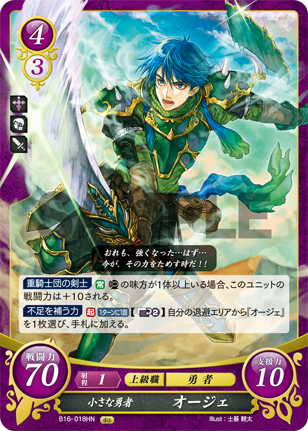 4
3
SAMPLE
おれも、強くなった…はず…
今が、その力をためす時だ!!
重騎士団の剣士 常 の味方が1体以上いる場合、このユニットの
戦闘力は+10される。
不足を補う力 起 1ターンに1回 【 2】 自分の退避エリアから『オージェ』
を1枚選び、手札に加える。
戦闘力
70
射程 1 上級職 勇者
支援力
10
小さな勇者 オージェ
B16-018HN
Illust:土基 軽太